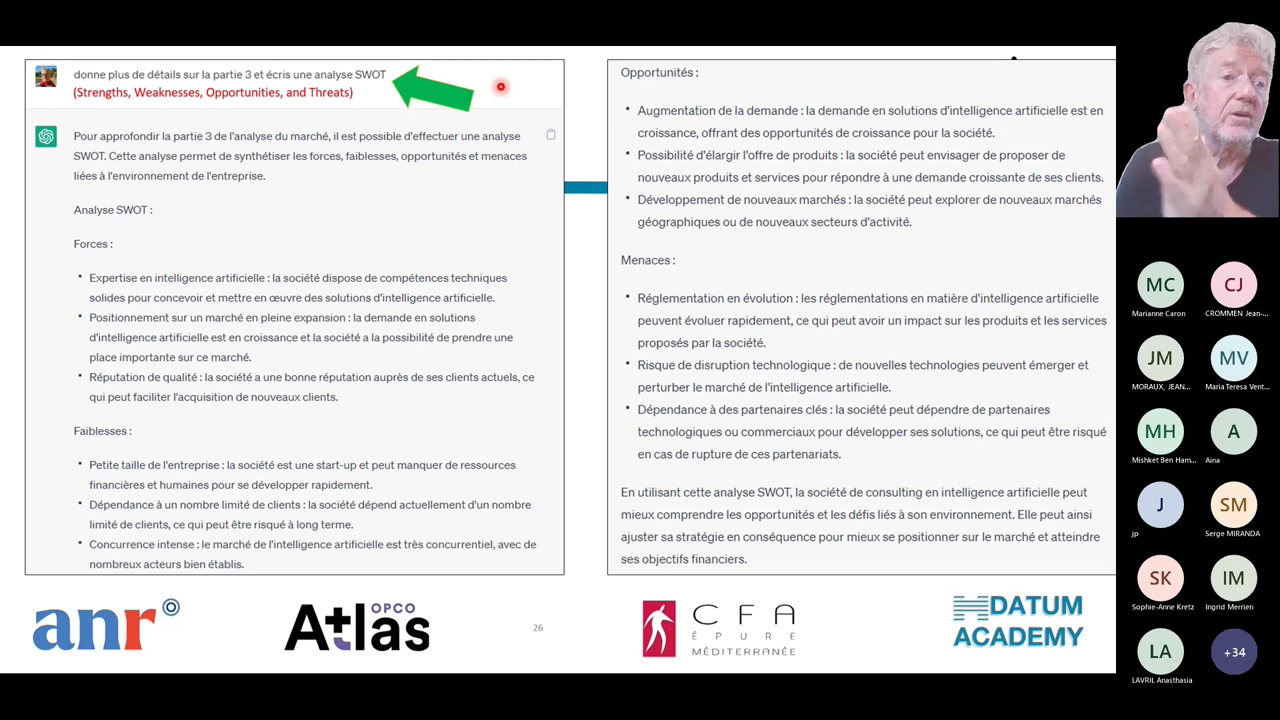 donne plus de détails sur la partie 3 et écris une analyse SWOT
(Strengths, Weaknesses, Opportunities, and Threats)
Pour approfondir la partie 3 de l'analyse du marché, il est possible d'effectuer une analyse
SWOT. Cette analyse permet de synthétiser les forces, faiblesses, opportunités et menaces
liées à l'environnement de l'entreprise.
Analyse SWOT :
Forces :
• Expertise en intelligence artificielle : la société dispose de compétences techniques
solides pour concevoir et mettre en œuvre des solutions d'intelligence artificielle.
• Positionnement sur un marché en pleine expansion : la demande en solutions
d'intelligence artificielle est en croissance et la société a la possibilité de prendre une
place importante sur ce marché.
• Réputation de qualité : la société a une bonne réputation auprès de ses clients actuels, ce
qui peut faciliter l'acquisition de nouveaux clients.
Faiblesses :
• Petite taille de l'entreprise : la société est une start-up et peut manquer de ressources
financières et humaines pour se développer rapidement.
• Dépendance à un nombre limité de clients : la société dépend actuellement d'un nombre
limité de clients, ce qui peut être risqué à long terme.
• Concurrence intense : le marché de l'intelligence artificielle est très concurrentiel, avec de
nombreux acteurs bien établis.
Opportunités :
• Augmentation de la demande : la demande en solutions d'intelligence artificielle est en
croissance, offrant des opportunités de croissance pour la société.
• Possibilité d'élargir l'offre de produits : la société peut envisager de proposer de
nouveaux produits et services pour répondre à une demande croissante de ses clients.
• Développement de nouveaux marchés : la société peut explorer de nouveaux marchés
géographiques ou de nouveaux secteurs d'activité.
Menaces :
• Réglementation en évolution : les réglementations en matière d'intelligence artificielle
peuvent évoluer rapidement, ce qui peut avoir un impact sur les produits et les services
proposés par la société.
• Risque de disruption technologique : de nouvelles technologies peuvent émerger et
perturber le marché de l'intelligence artificielle.
• Dépendance à des partenaires clés : la société peut dépendre de partenaires
technologiques ou commerciaux pour développer ses solutions, ce qui peut être risqué
en cas de rupture de ces partenariats.
En utilisant cette analyse SWOT, la société de consulting en intelligence artificielle peut
mieux comprendre les opportunités et les défis liés à son environnement. Elle peut ainsi
ajuster sa stratégie en conséquence pour mieux se positionner sur le marché et atteindre
ses objectifs financiers.
anr
OPCO
Atlas
26
CFA
ÉPURE
MÉDITERRANÉE
DATUM
ACADEMY
MC
Marianne Caron
CJ
CROMMEN Jean-...
JM
MORAUX, JEAN...
MV
Maria Teresa Vent...
MH
Mishket Ben Ham...
A
Aina
J
jp
SM
Serge MIRANDA
SK
Sophie-Anne Kretz
IM
Ingrid Merrien
LA
LAVRIL Anasthasia
+34